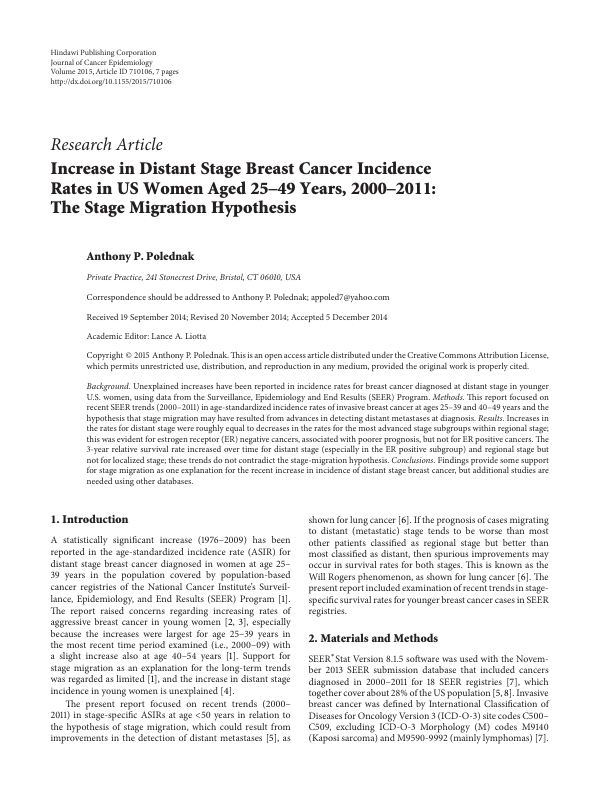 Hindawi Publishing Corporation
Journal of Cancer Epidemiology
Volume 2015, Article ID 710106, 7 pages
http://dx.doi.org/10.1155/2015/710106
Research Article
Increase in Distant Stage Breast Cancer Incidence
Rates in US Women Aged 25–49 Years, 2000–2011:
The Stage Migration Hypothesis
Anthony P. Polednak
Private Practice, 241 Stonecrest Drive, Bristol, CT 06010, USA
Correspondence should be addressed to Anthony P. Polednak; appoled7@yahoo.com
Received 19 September 2014; Revised 20 November 2014; Accepted 5 December 2014
Academic Editor: Lance A. Liotta
Copyright © 2015 Anthony P. Polednak. This is an open access article distributed under the Creative Commons Attribution License,
which permits unrestricted use, distribution, and reproduction in any medium, provided the original work is properly cited.
Background. Unexplained increases have been reported in incidence rates for breast cancer diagnosed at distant stage in younger
U.S. women, using data from the Surveillance, Epidemiology and End Results (SEER) Program. Methods. This report focused on
recent SEER trends (2000–2011) in age-standardized incidence rates of invasive breast cancer at ages 25–39 and 40–49 years and the
hypothesis that stage migration may have resulted from advances in detecting distant metastases at diagnosis. Results. Increases in
the rates for distant stage were roughly equal to decreases in the rates for the most advanced stage subgroups within regional stage;
this was evident for estrogen receptor (ER) negative cancers, associated with poorer prognosis, but not for ER positive cancers. The
3-year relative survival rate increased over time for distant stage (especially in the ER positive subgroup) and regional stage but
not for localized stage; these trends do not contradict the stage-migration hypothesis. Conclusions. Findings provide some support
for stage migration as one explanation for the recent increase in incidence of distant stage breast cancer, but additional studies are
needed using other databases.
1. Introduction
A statistically significant increase (1976–2009) has been
reported in the age-standardized incidence rate (ASIR) for
distant stage breast cancer diagnosed in women at age 25–
39 years in the population covered by population-based
cancer registries of the National Cancer Institute's Surveil-
lance, Epidemiology, and End Results (SEER) Program [1].
The report raised concerns regarding increasing rates of
aggressive breast cancer in young women [2, 3], especially
because the increases were largest for age 25–39 years in
the most recent time period examined (i.e., 2000–09) with
a slight increase also at age 40–54 years [1]. Support for
stage migration as an explanation for the long-term trends
was regarded as limited [1], and the increase in distant stage
incidence in young women is unexplained [4].
The present report focused on recent trends (2000–
2011) in stage-specific ASIRs at age <50 years in relation to
the hypothesis of stage migration, which could result from
improvements in the detection of distant metastases [5], as
shown for lung cancer [6]. If the prognosis of cases migrating
to distant (metastatic) stage tends to be worse than most
other patients classified as regional stage but better than
most classified as distant, then spurious improvements may
occur in survival rates for both stages. This is known as the
Will Rogers phenomenon, as shown for lung cancer [6]. The
present report included examination of recent trends in stage-
specific survival rates for younger breast cancer cases in SEER
registries.
2. Materials and Methods
SEER*Stat Version 8.1.5 software was used with the Novem-
ber 2013 SEER submission database that included cancers
diagnosed in 2000–2011 for 18 SEER registries [7], which
together cover about 28% of the US population [5, 8]. Invasive
breast cancer was defined by International Classification of
Diseases for Oncology Version 3 (ICD-O-3) site codes C500–
C509, excluding ICD-O-3 Morphology (M) codes M9140
(Kaposi sarcoma) and M9590-9992 (mainly lymphomas) [7].